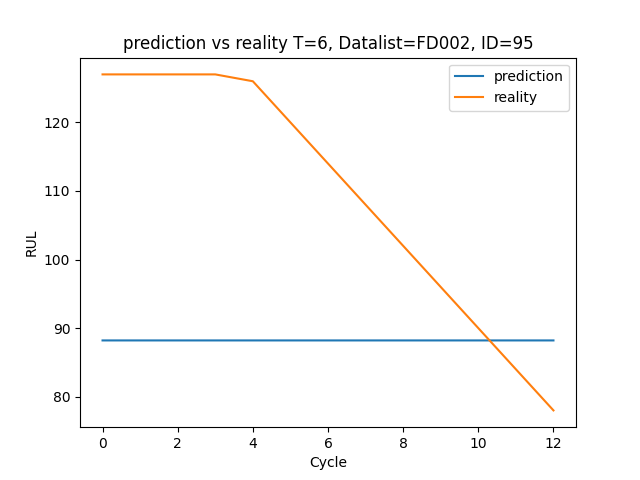 prediction vs reality T=6, Datalist=FD002, ID=95
prediction
reality
120
110
100
90
80
RUL
0 2 4 6 8 10 12
Cycle